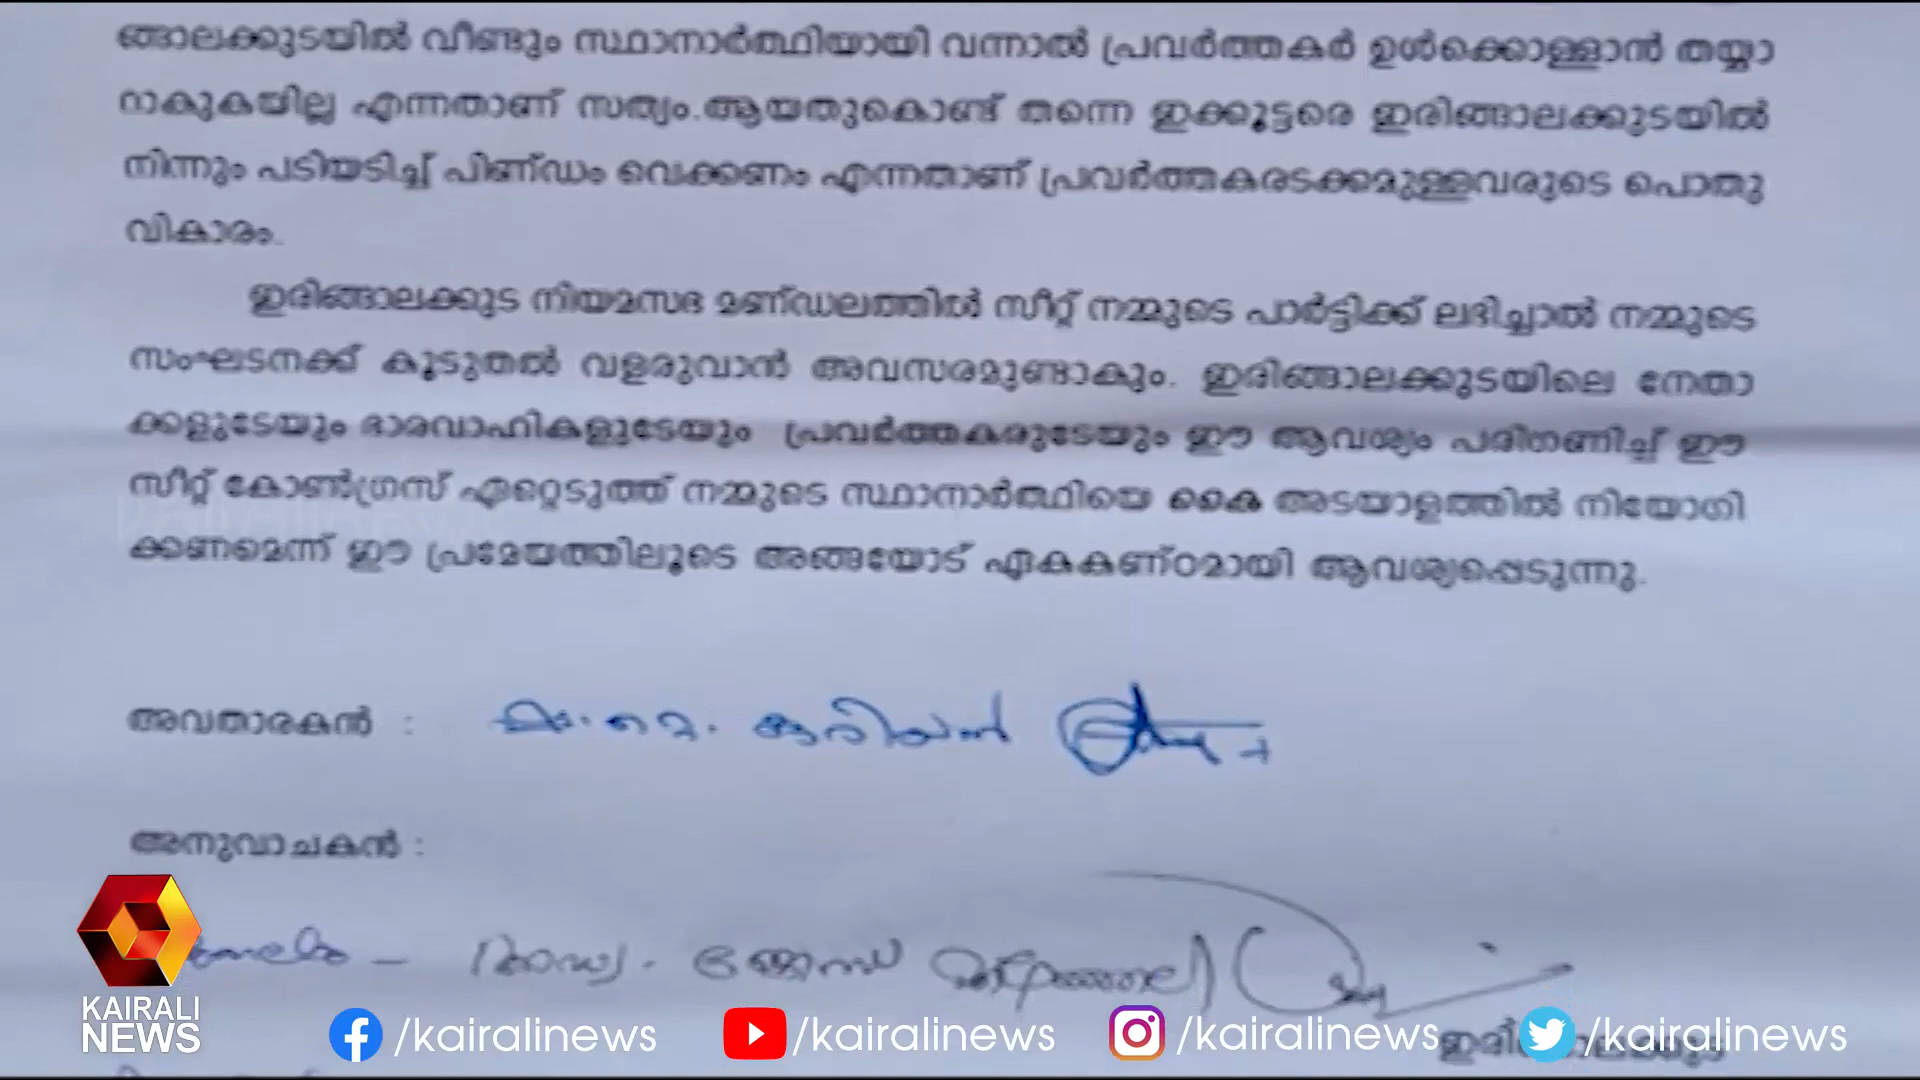 ങ്ങാലക്കുടയിൽ വീണ്ടും സ്ഥാനാർത്ഥിയായി വന്നാൽ പ്രവർത്തകർ ഉൾക്കൊള്ളാൻ തയ്യാ
റാകുകയില്ല എന്നതാണ് സത്യം.ആയതുകൊണ്ട് തന്നെ ഇക്കൂട്ടരെ ഇരിങ്ങാലക്കുടയിൽ
നിന്നും പടിയടിച്ച് പിണ്ഡം വെക്കണം എന്നതാണ് പ്രവർത്തകരടക്കമുള്ളവരുടെ പൊതു
വികാരം.
ഇരിങ്ങാലക്കുട നിയമസഭ മണ്ഡലത്തിൽ സീറ്റ് നമ്മുടെ പാർട്ടിക്ക് ലഭിച്ചാൽ നമ്മുടെ
സംഘടനക്ക് കൂടുതൽ വളരുവാൻ അവസരമുണ്ടാകും. ഇരിങ്ങാലക്കുടയിലെ നേതാ
ക്കളുടേയും ഭാരവാഹികളുടേയും പ്രവർത്തകരുടേയും ഈ ആവശ്യം പരിഗണിച്ച് ഈ
സീറ്റ് കോൺഗ്രസ് ഏറ്റെടുത്ത് നമ്മുടെ സ്ഥാനാർത്ഥിയെ കൈ അടയാളത്തിൽ നിയോഗി
ക്കണമെന്ന് ഈ പ്രമേയത്തിലൂടെ അങ്ങയോട് ഏകകണ്ഠമായി ആവശ്യപ്പെടുന്നു.
അവതാരകൻ : കുരിയൻ
അനുവാചകൻ :
KAIRALI
NEWS
/kairalinews /kairalinews /kairalinews /kairalinews